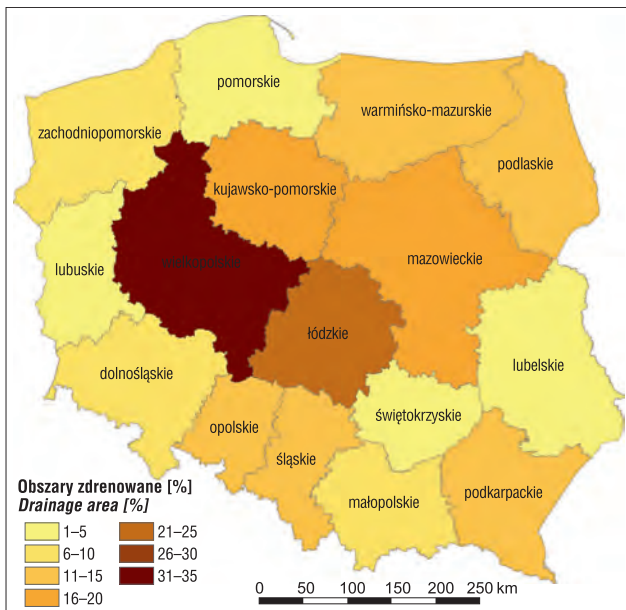 pomorskie
warmińsko-mazurskie
zachodniopomorskie
podlaskie
kujawsko-pomorskie
wielkopolskie
mazowieckie
lubuskie
łódzkie
lubelskie
dolnośląskie
świętokrzyskie
opolskie
śląskie
małopolskie
podkarpackie
Obszary zdrenowane [%]
Drainage area [%]
1–5
21–25
6–10
26–30
11–15
31–35
16–20
0 50 100 150 200 250 km